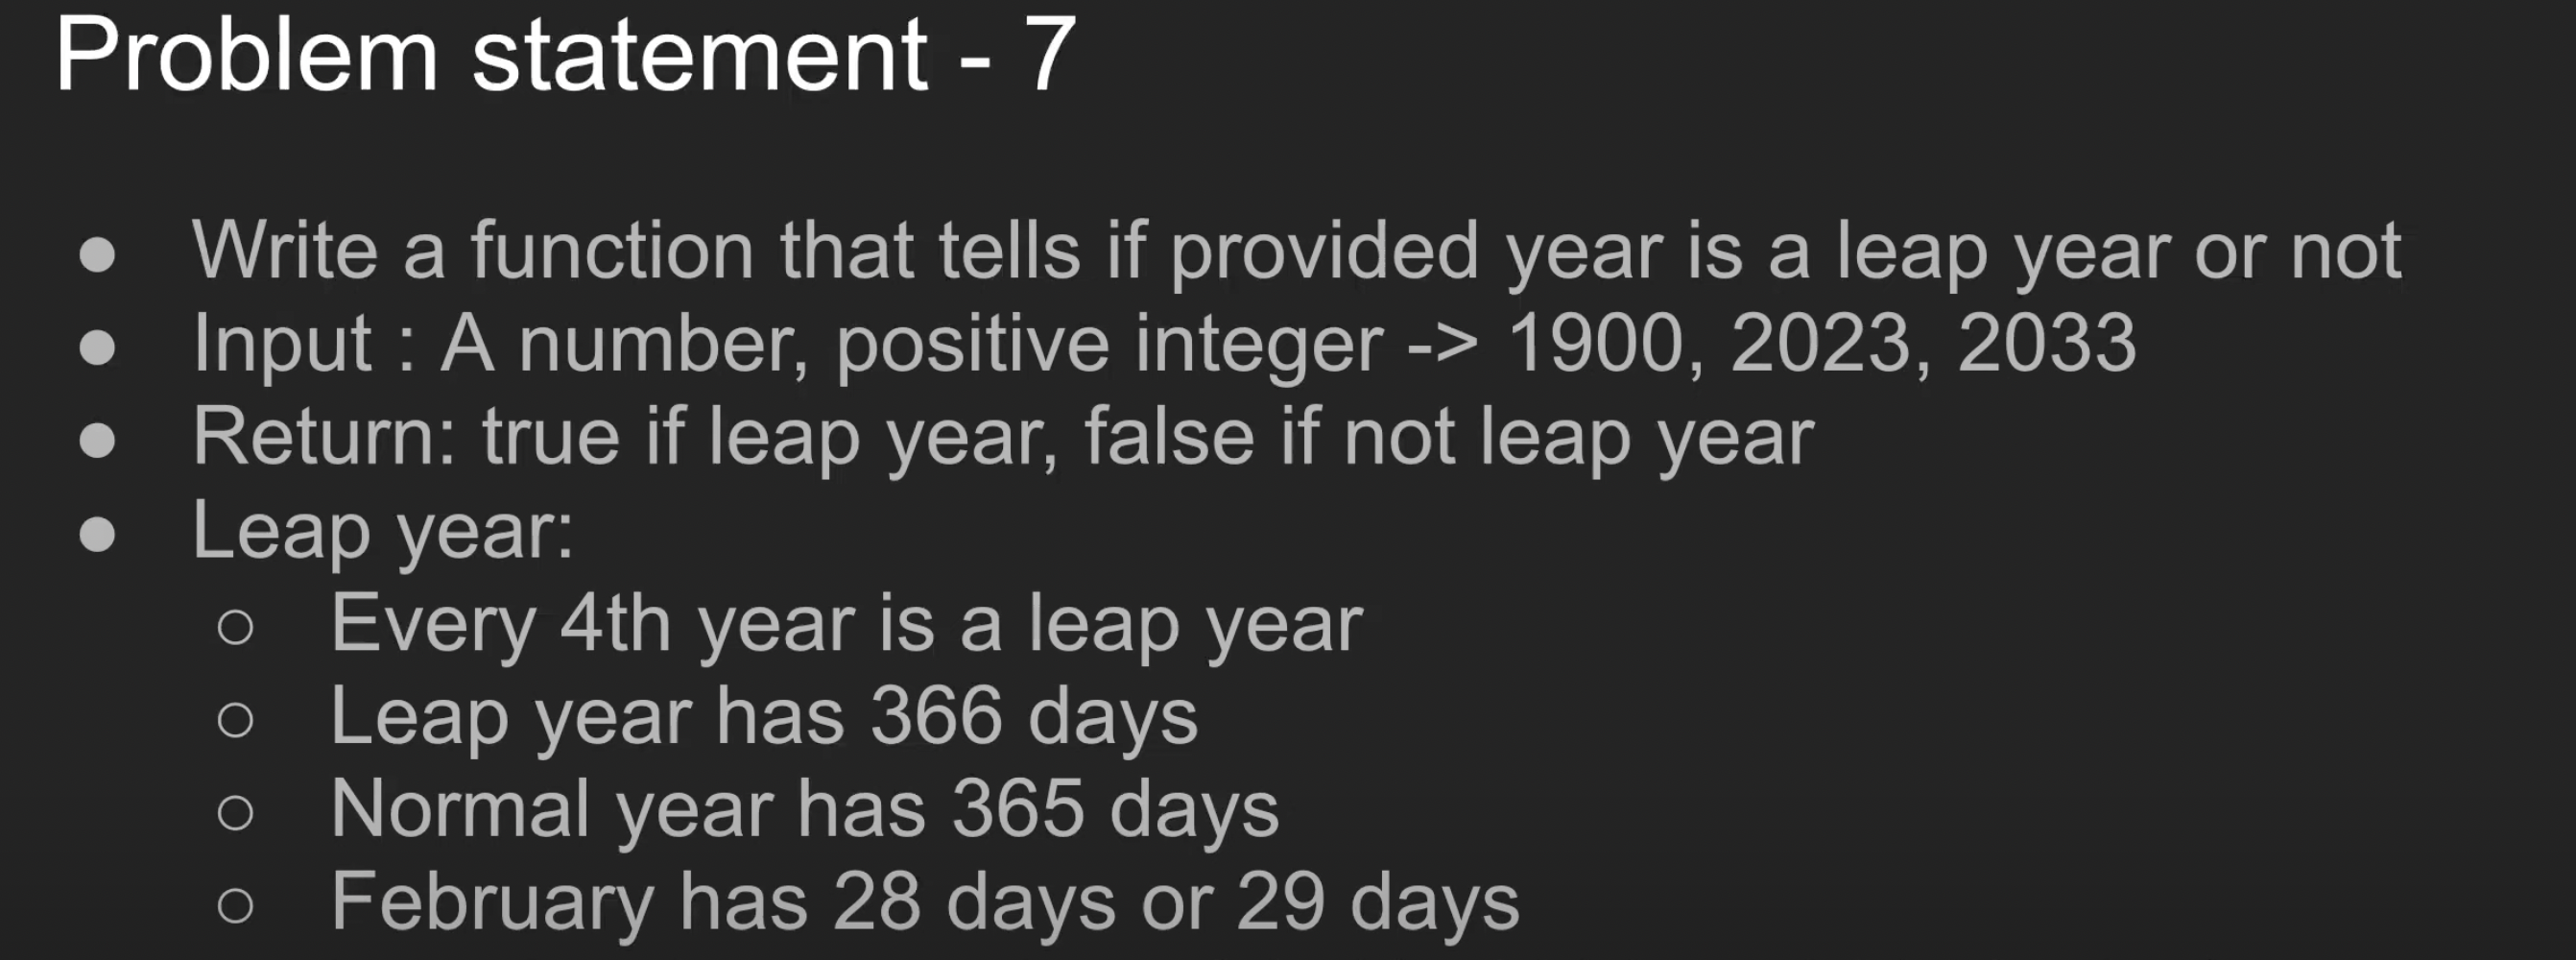 Problem statement - 7
● Write a function that tells if provided year is a leap year or not
● Input : A number, positive integer -> 1900, 2023, 2033
● Return: true if leap year, false if not leap year
● Leap year:
○ Every 4th year is a leap year
○ Leap year has 366 days
○ Normal year has 365 days
○ February has 28 days or 29 days